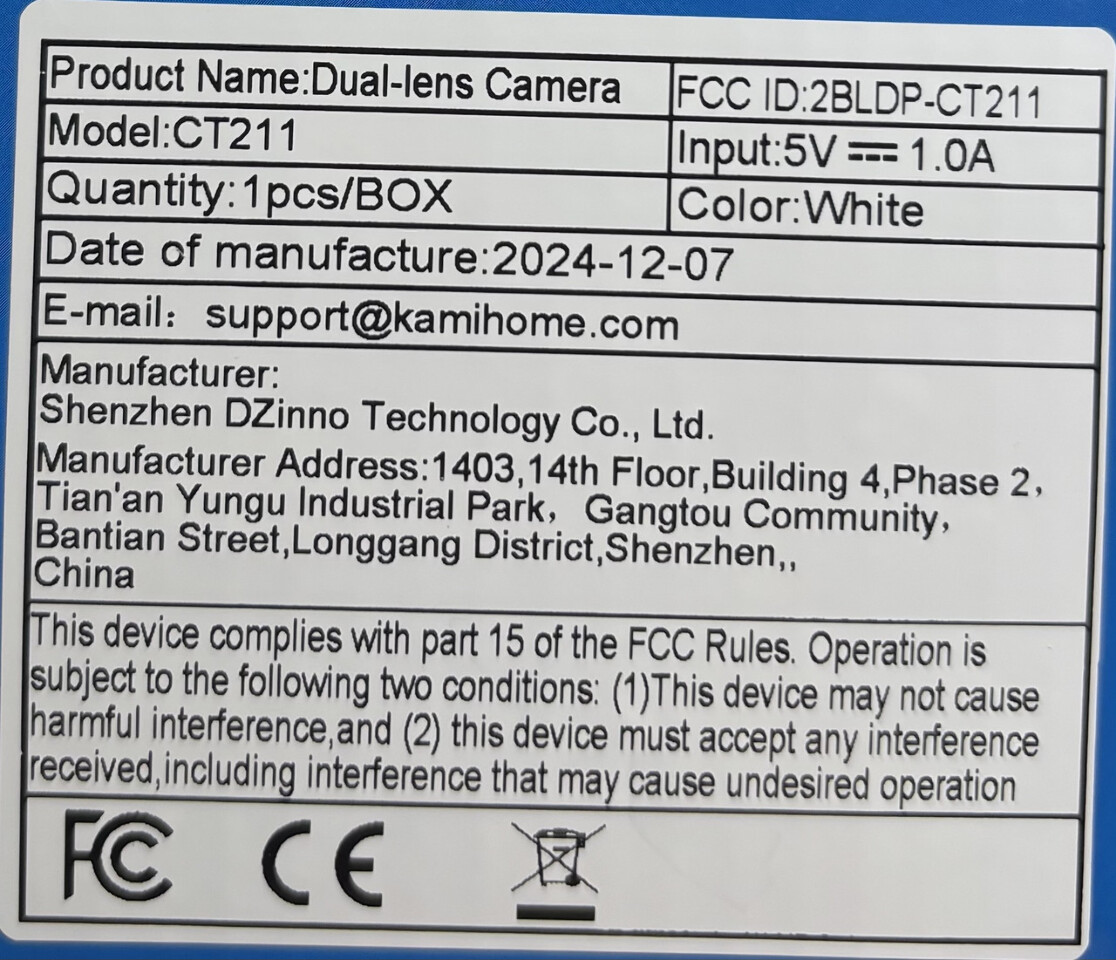 Product Name:Dual-lens Camera
FCC ID:2BLDP-CT211
Model:CT211
Input:5V ⎓ 1.0A
Quantity:1pcs/BOX
Color:White
Date of manufacture:2024-12-07
E-mail： support@kamihome.com
Manufacturer:
Shenzhen DZinno Technology Co., Ltd.
Manufacturer Address:1403,14th Floor,Building 4,Phase 2，
Tian'an Yungu Industrial Park， Gangtou Community，
Bantian Street,Longgang District,Shenzhen,,
China
This device complies with part 15 of the FCC Rules. Operation is
subject to the following two conditions: (1)This device may not cause
harmful interference,and (2) this device must accept any interference
received,including interference that may cause undesired operation
FC CE